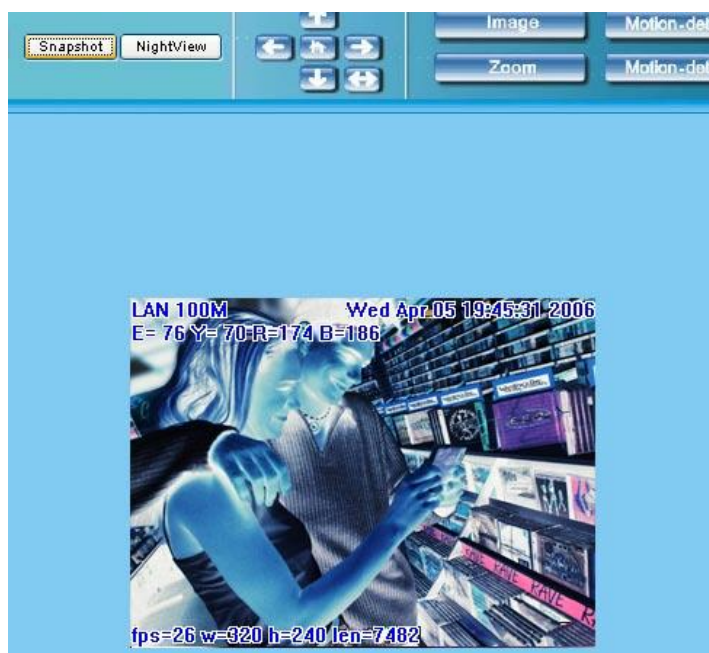 Image
Motion-det
Snapshot
NightView
Zoom
Motion-det
LAN 100M
Wed Apr 05 19:45:31 2006
E= 76 Y= 70 R=174 B=186
RAVE RAVE RAVE
fps=26 w=320 h=240 len=7482